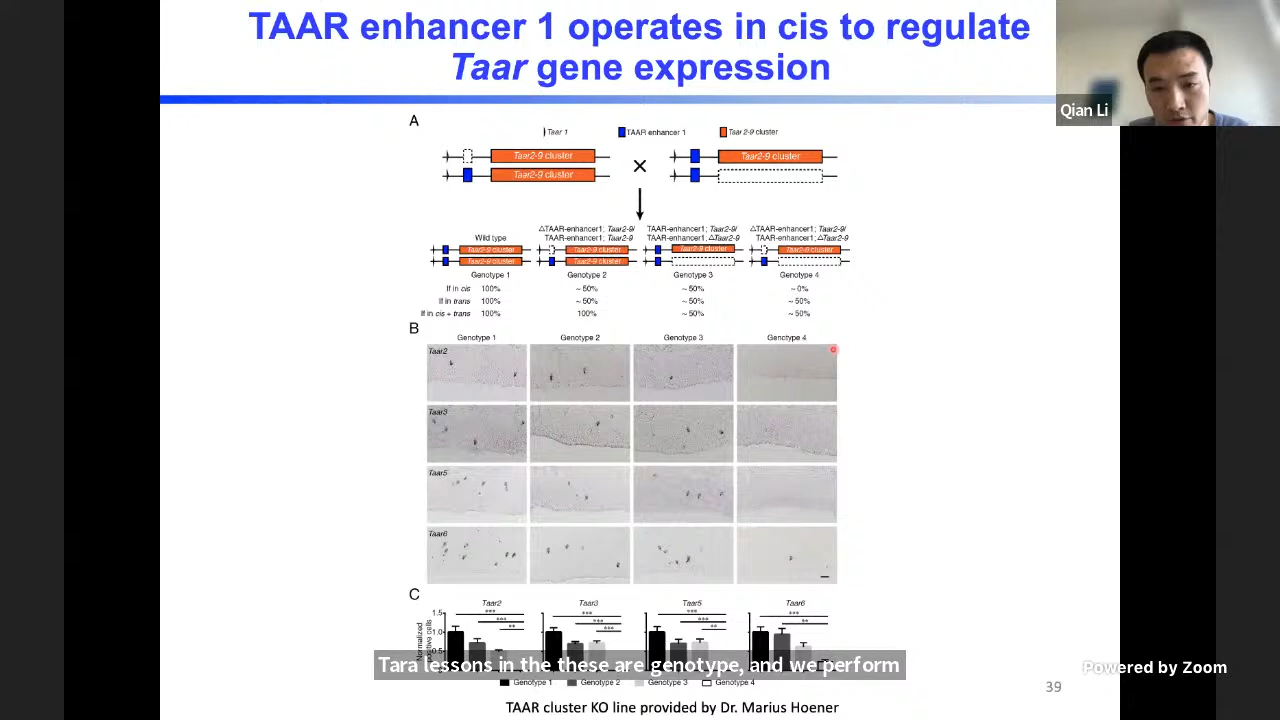 TAAR enhancer 1 operates in cis to regulate
Taar gene expression
Qian Li
A
Taar 1
TAAR enhancer 1
Taar 2-9 cluster
Taar2-9 cluster
Taar2-9 cluster
×
Taar2-9 cluster
Wild type
△TAAR-enhancer1; Taar2-9/
TAAR-enhancer1; Taar2-9
TAAR-enhancer1; Taar2-9/
TAAR-enhancer1; △Taar2-9
△TAAR-enhancer1; Taar2-9/
TAAR-enhancer1; △Taar2-9
Taar2-9 cluster Taar2-9 cluster Taar2-9 cluster Taar2-9 cluster
Taar2-9 cluster Taar2-9 cluster
Genotype 1 Genotype 2 Genotype 3 Genotype 4
If in cis 100% ~50% ~50% ~0%
If in trans 100% ~50% ~50% ~50%
If in cis + trans 100% 100% ~50% ~50%
B
Genotype 1 Genotype 2 Genotype 3 Genotype 4
Taar2
Taar3
Taar5
Taar6
C
Taar2 Taar3 Taar5 Taar6
1.5
1.0
0.5
Normalized
*** *** *** ***
*** *** *** **
** *** **
Tara lessons in the these are genotype, and we perform
Genotype 1 Genotype 2 Genotype 3 Genotype 4
Powered by Zoom
39
TAAR cluster KO line provided by Dr. Marius Hoener